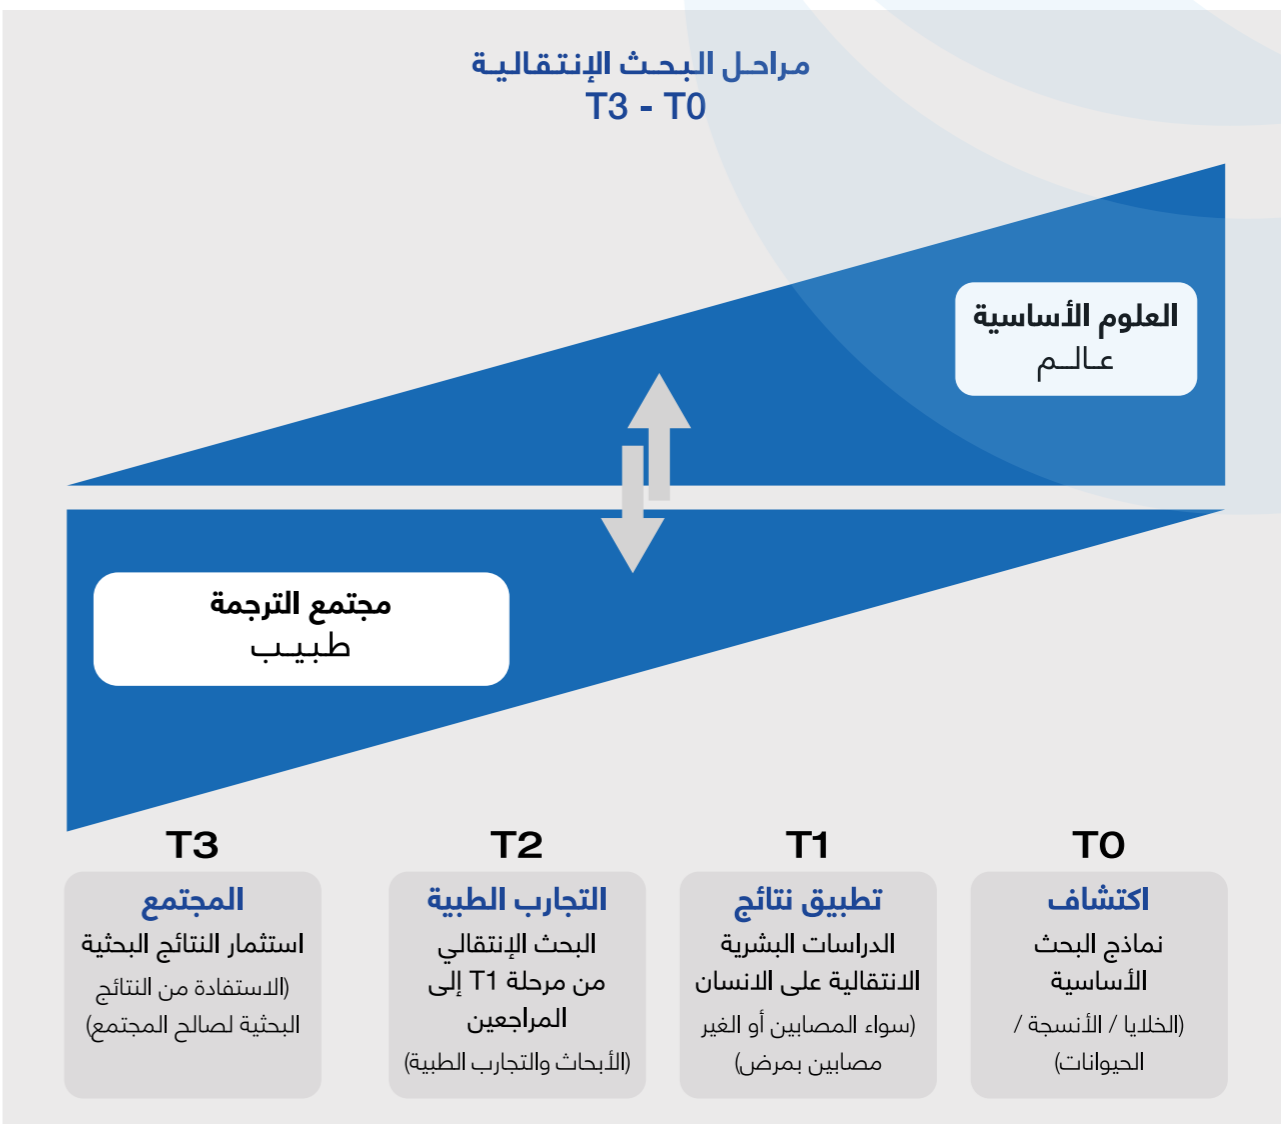 مراحل البحث الإنتقالية
T3 - T0
العلوم الأساسية
عالم
مجتمع الترجمة
طبيب
T0
اكتشاف
نماذج البحث
الأساسية
(الخلايا / الأنسجة /
الحيوانات)
T1
تطبيق نتائج
الدراسات البشرية
الانتقالية على الانسان
(سواء المصابين أو الغير
مصابين بمرض)
T2
التجارب الطبية
البحث الإنتقالي
من مرحلة T1 إلى
المراجعين
(الأبحاث والتجارب الطبية)
T3
المجتمع
استثمار النتائج البحثية
(الاستفادة من النتائج
البحثية لصالح المجتمع)